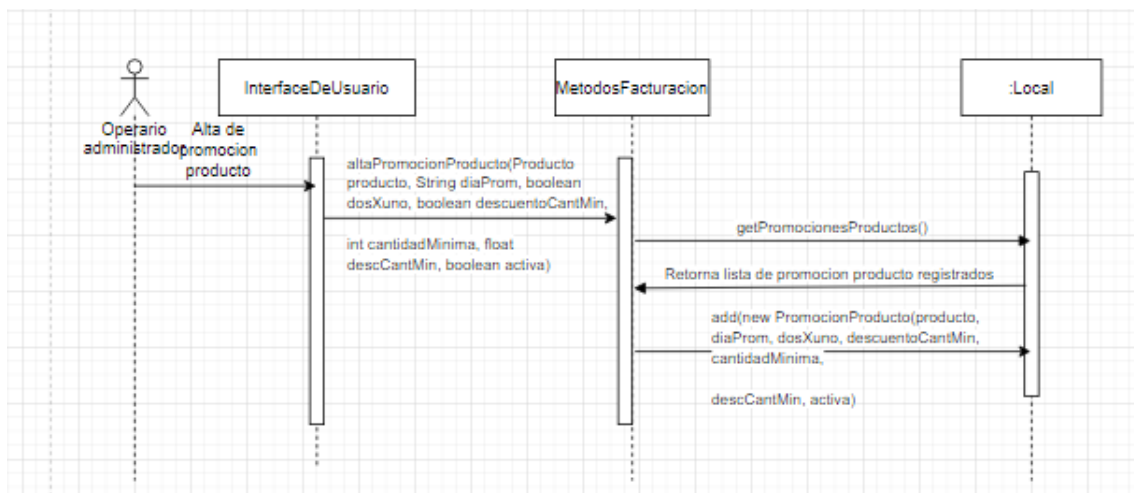 InterfaceDeUsuario
MetodosFacturacion
:Local
Operario
administrador
Alta de
promocion
producto
altaPromocionProducto(Producto
producto, String diaProm, boolean
dosXuno, boolean descuentoCantMin,
int cantidadMinima, float
descCantMin, boolean activa)
getPromocionesProductos()
Retorna lista de promocion producto registrados
add(new PromocionProducto(producto,
diaProm, dosXuno, descuentoCantMin,
cantidadMinima,
descCantMin, activa)